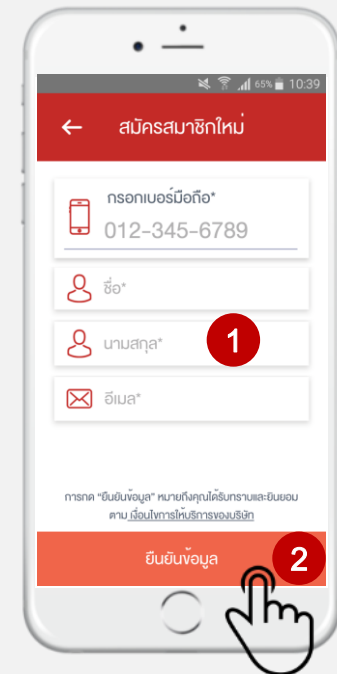 65% 10:39
← สมัครสมาชิกใหม่
กรอกเบอร์มือถือ*
012-345-6789
ชื่อ*
นามสกุล*
1
อีเมล*
การกด "ยืนยันข้อมูล" หมายถึงคุณได้รับทราบและยินยอม
ตาม เงื่อนไขการให้บริการของบริษัท
ยืนยันข้อมูล
2